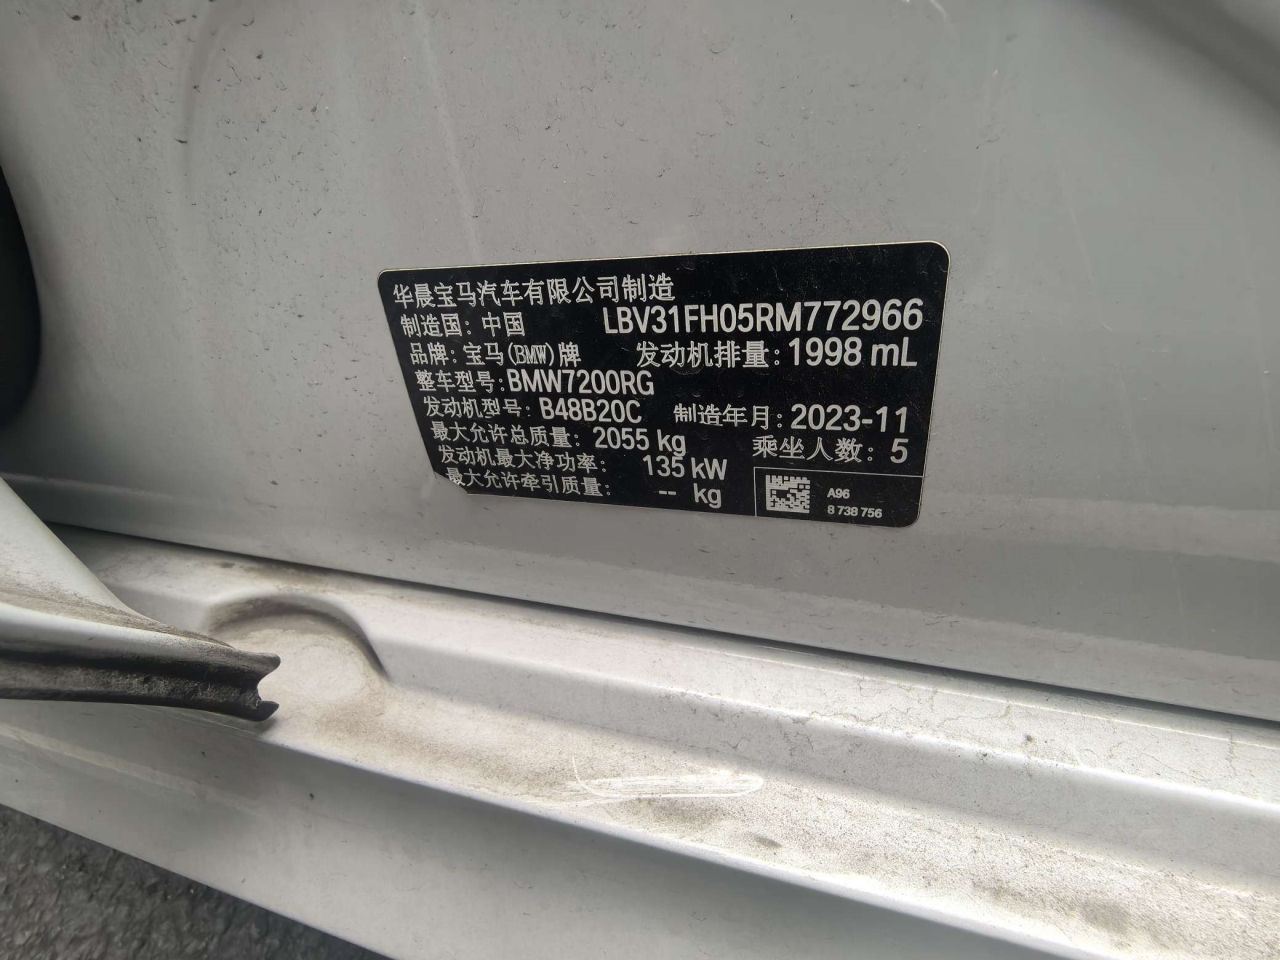 华晨宝马汽车有限公司制造
制造国: 中国 LBV31FH05RM772966
品牌: 宝马(BMW)牌 发动机排量: 1998 mL
整车型号: BMW7200RG
发动机型号: B48B20C 制造年月: 2023-11
最大允许总质量: 2055 kg 乘坐人数: 5
发动机最大净功率: 135 kW
最大允许牵引质量: -- kg
A96
8 738 756